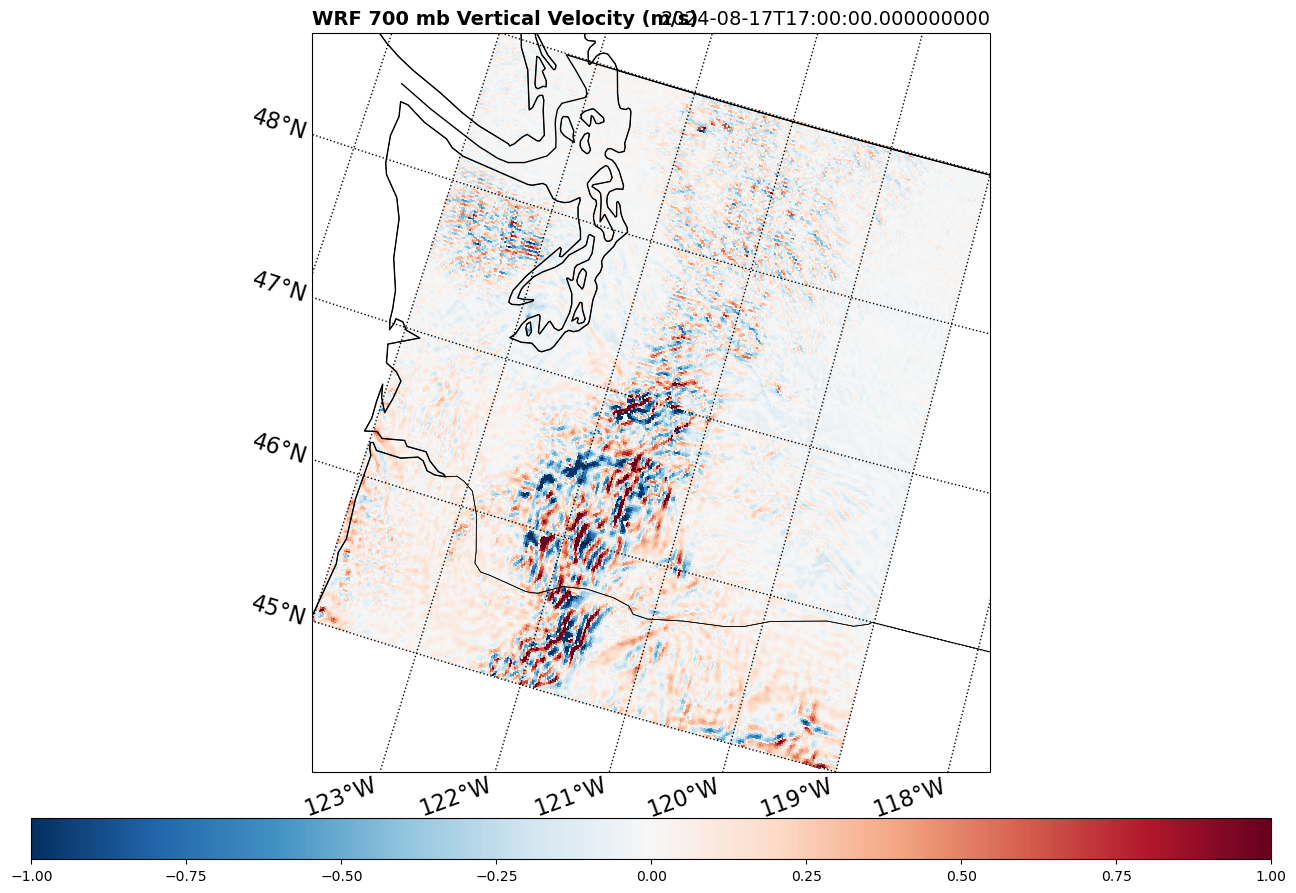 WRF 700 mb Vertical Velocity (m/s) 2024-08-17T17:00:00.000000000
48°N
47°N
46°N
45°N
123°W 122°W 121°W 120°W 119°W 118°W
−1.00 −0.75 −0.50 −0.25 0.00 0.25 0.50 0.75 1.00